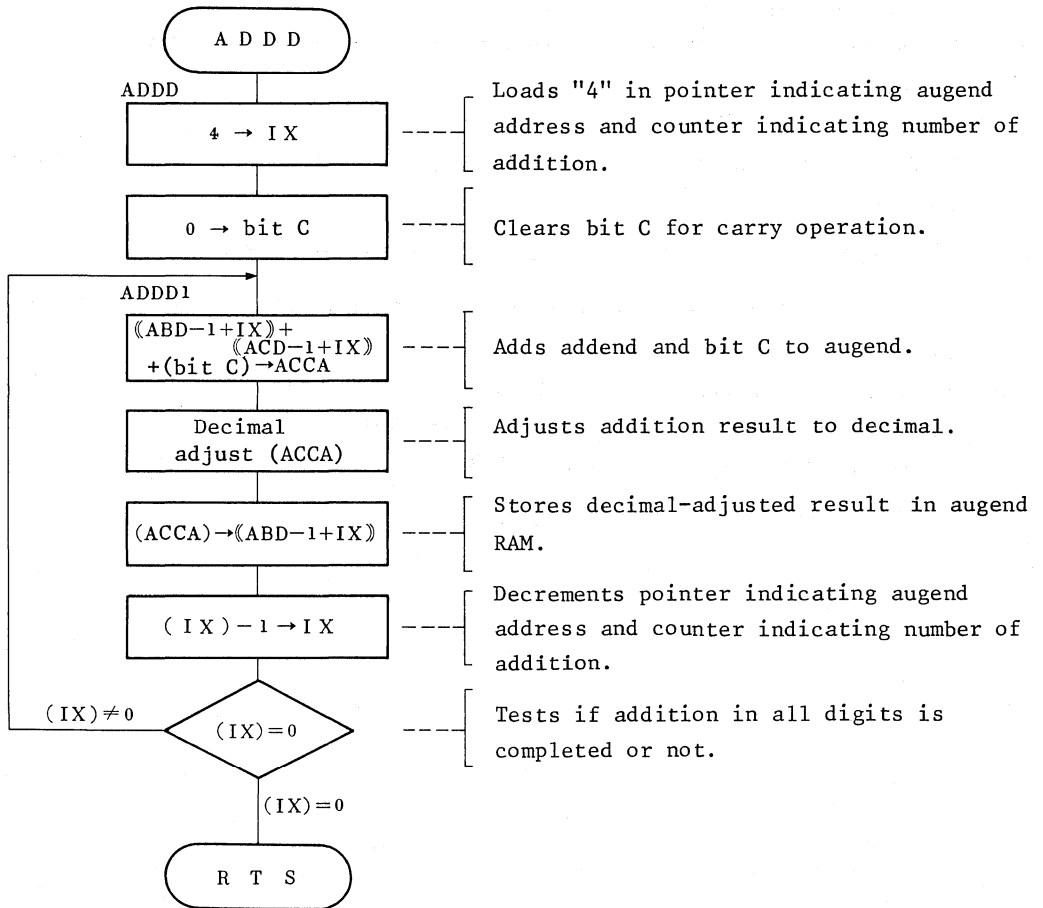 A D D D
ADDD
4 → I X
Loads "4" in pointer indicating augend
address and counter indicating number of
addition.
0 → bit C
Clears bit C for carry operation.
ADDD1
⟪ABD−1+IX⟫+
⟪ACD−1+IX⟫
+(bit C)→ACCA
Adds addend and bit C to augend.
Decimal
adjust (ACCA)
Adjusts addition result to decimal.
(ACCA)→⟪ABD−1+IX⟫
Stores decimal-adjusted result in augend
RAM.
( I X ) − 1 → I X
Decrements pointer indicating augend
address and counter indicating number of
addition.
(IX)≠0
(IX)=0
Tests if addition in all digits is
completed or not.
(IX)=0
R T S